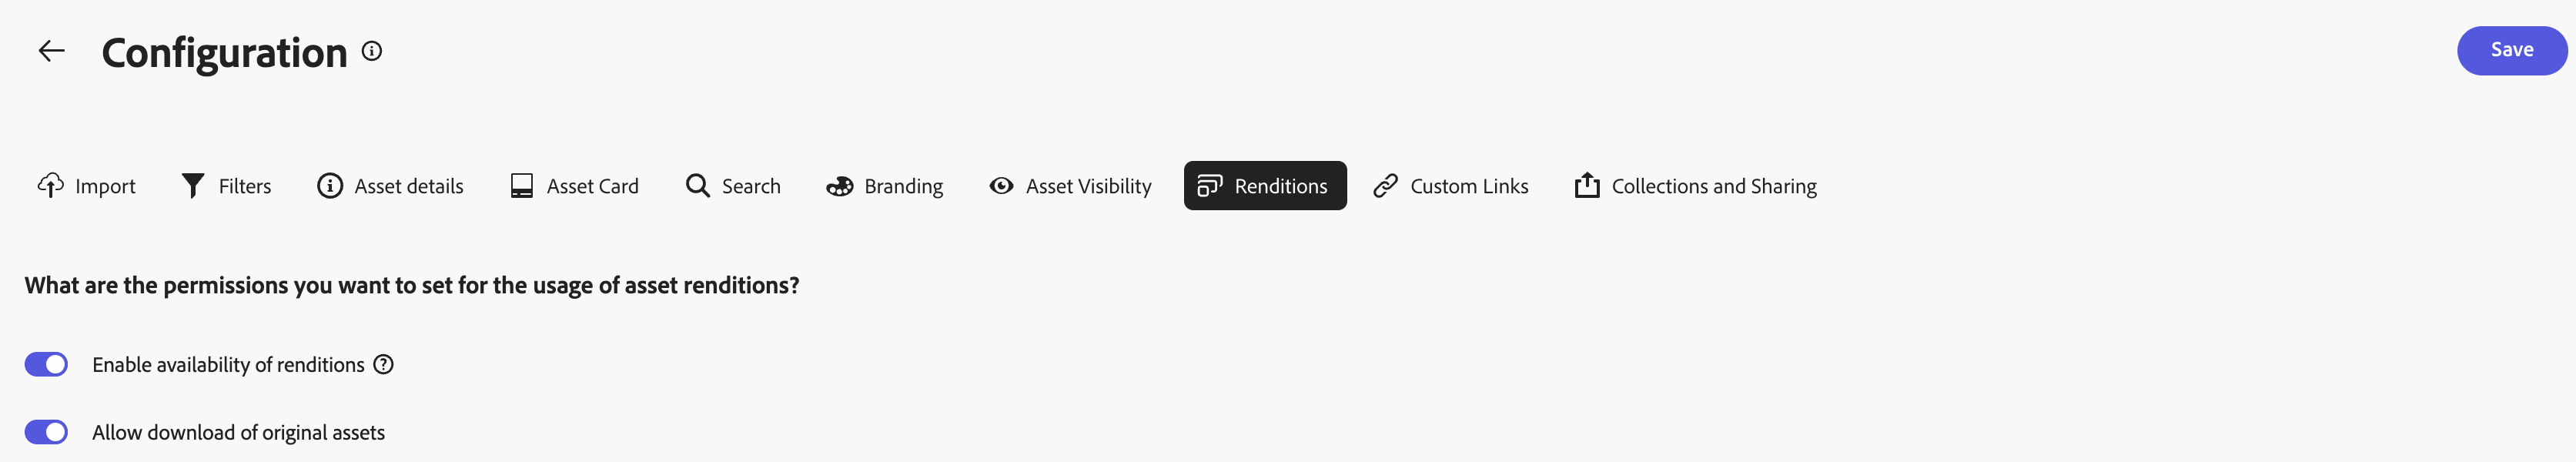 Configuration
Save
Import Filters Asset details Asset Card Search Branding Asset Visibility Renditions Custom Links Collections and Sharing
What are the permissions you want to set for the usage of asset renditions?
Enable availability of renditions
Allow download of original assets